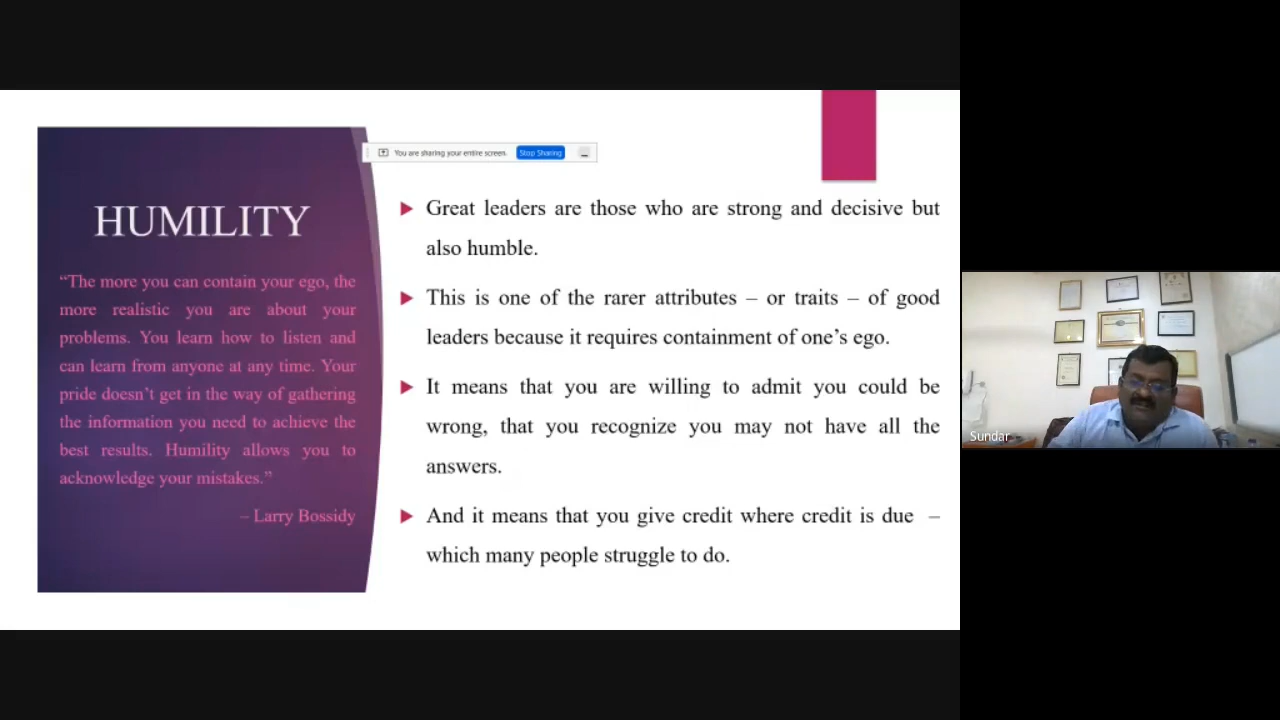 You are sharing your entire screen. Stop Sharing
HUMILITY
“The more you can contain your ego, the
more realistic you are about your
problems. You learn how to listen and
can learn from anyone at any time. Your
pride doesn’t get in the way of gathering
the information you need to achieve the
best results. Humility allows you to
acknowledge your mistakes.”
– Larry Bossidy
Great leaders are those who are strong and decisive but
also humble.
This is one of the rarer attributes – or traits – of good
leaders because it requires containment of one’s ego.
It means that you are willing to admit you could be
wrong, that you recognize you may not have all the
answers.
And it means that you give credit where credit is due –
which many people struggle to do.
Sundar